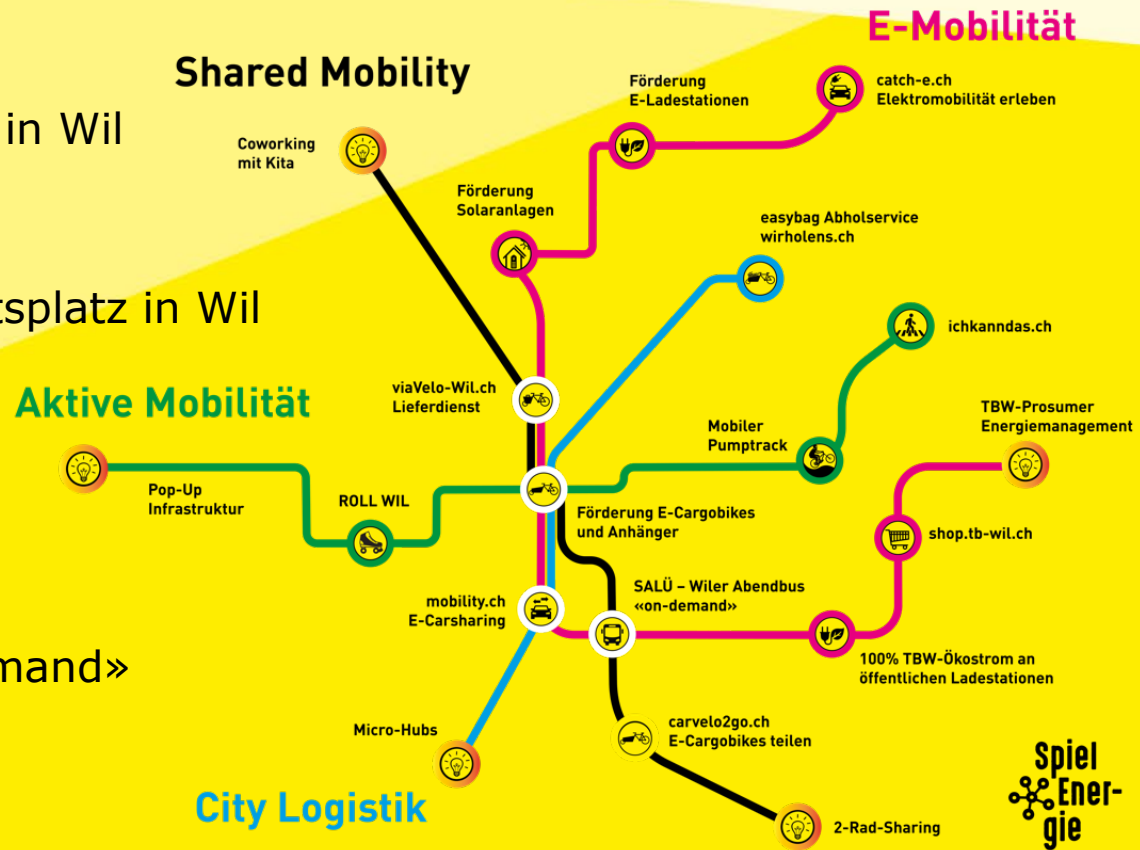 E-Mobilität
Shared Mobility
Förderung
E-Ladestationen
catch-e.ch
Elektromobilität erleben
in Wil
Coworking
mit Kita
Förderung
Solaranlagen
easybag Abholservice
wirholens.ch
tsplatz in Wil
ichkanndas.ch
Aktive Mobilität
viaVelo-Wil.ch
Lieferdienst
TBW-Prosumer
Energiemanagement
Mobiler
Pumptrack
Pop-Up
Infrastruktur
ROLL WIL
Förderung E-Cargobikes
und Anhänger
shop.tb-wil.ch
SALÜ – Wiler Abendbus
«on-demand»
mobility.ch
E-Carsharing
mand»
100% TBW-Ökostrom an
öffentlichen Ladestationen
Micro-Hubs
carvelo2go.ch
E-Cargobikes teilen
City Logistik
2-Rad-Sharing
Spiel
Ener-
gie